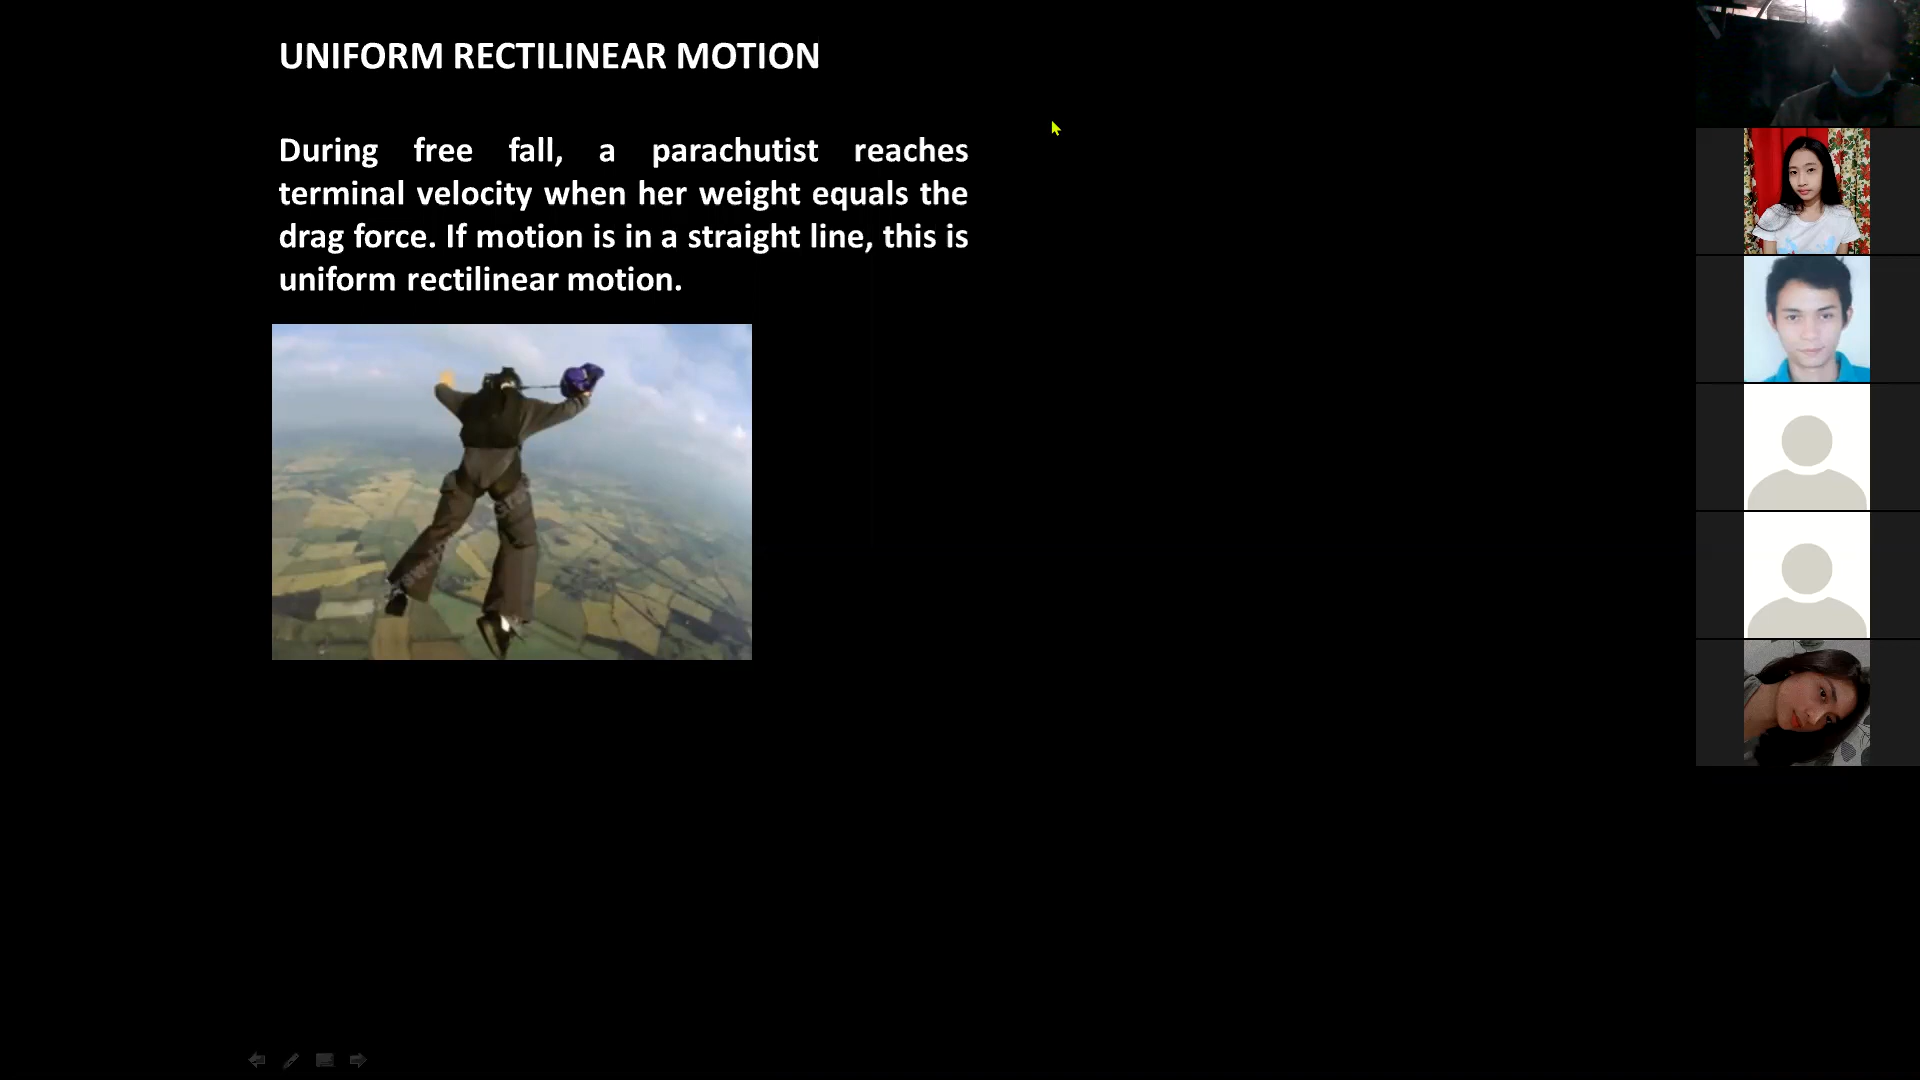 UNIFORM RECTILINEAR MOTION
During free fall, a parachutist reaches
terminal velocity when her weight equals the
drag force. If motion is in a straight line, this is
uniform rectilinear motion.